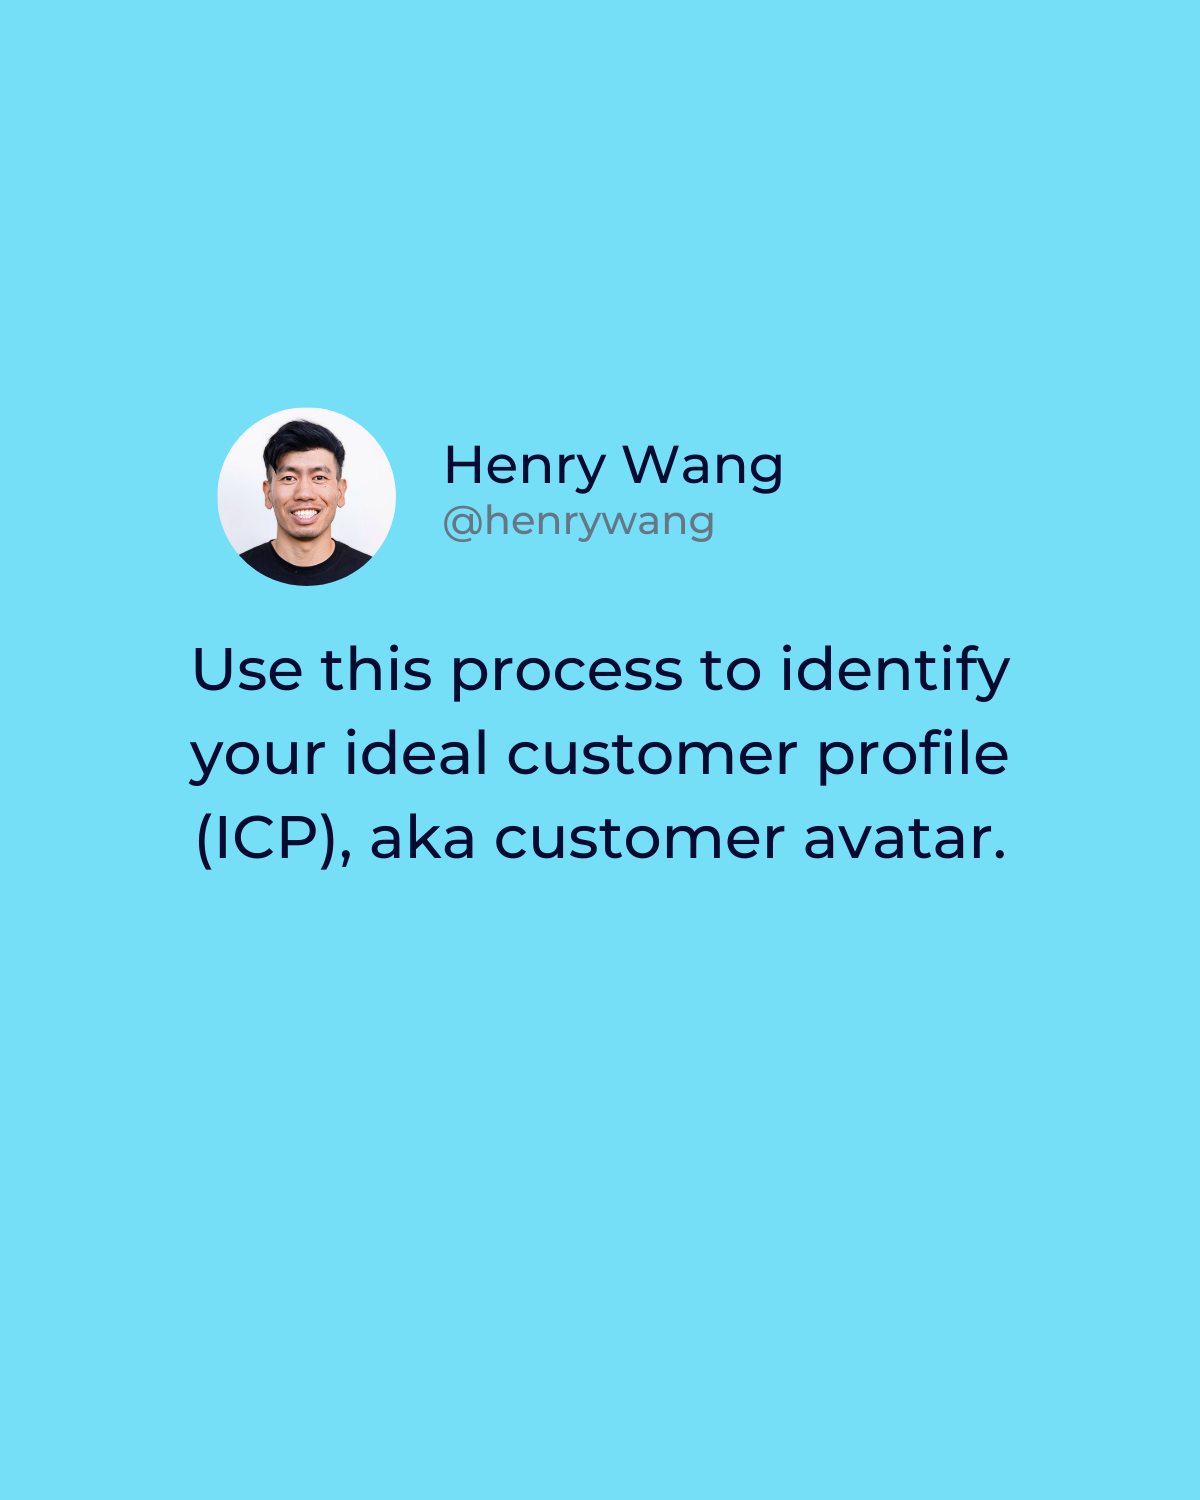 Henry Wang
@henrywang
Use this process to identify
your ideal customer profile
(ICP), aka customer avatar.